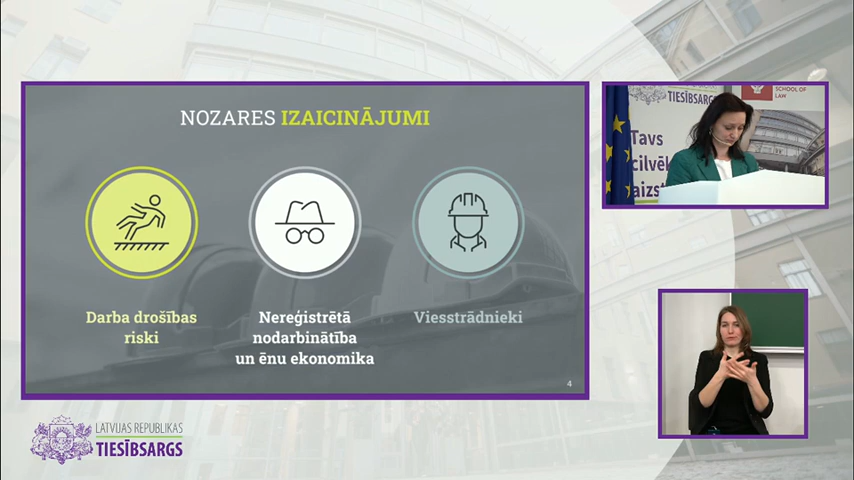 NOZARES IZAICINĀJUMI
Darba drošības
riski
Nereģistrētā
nodarbinātība
un ēnu ekonomika
Viesstrādnieki
4
TIESĪBSARGS
SCHOOL OF
LAW
Tavs
cilvēk
aizst
LATVIJAS REPUBLIKAS
TIESĪBSARGS